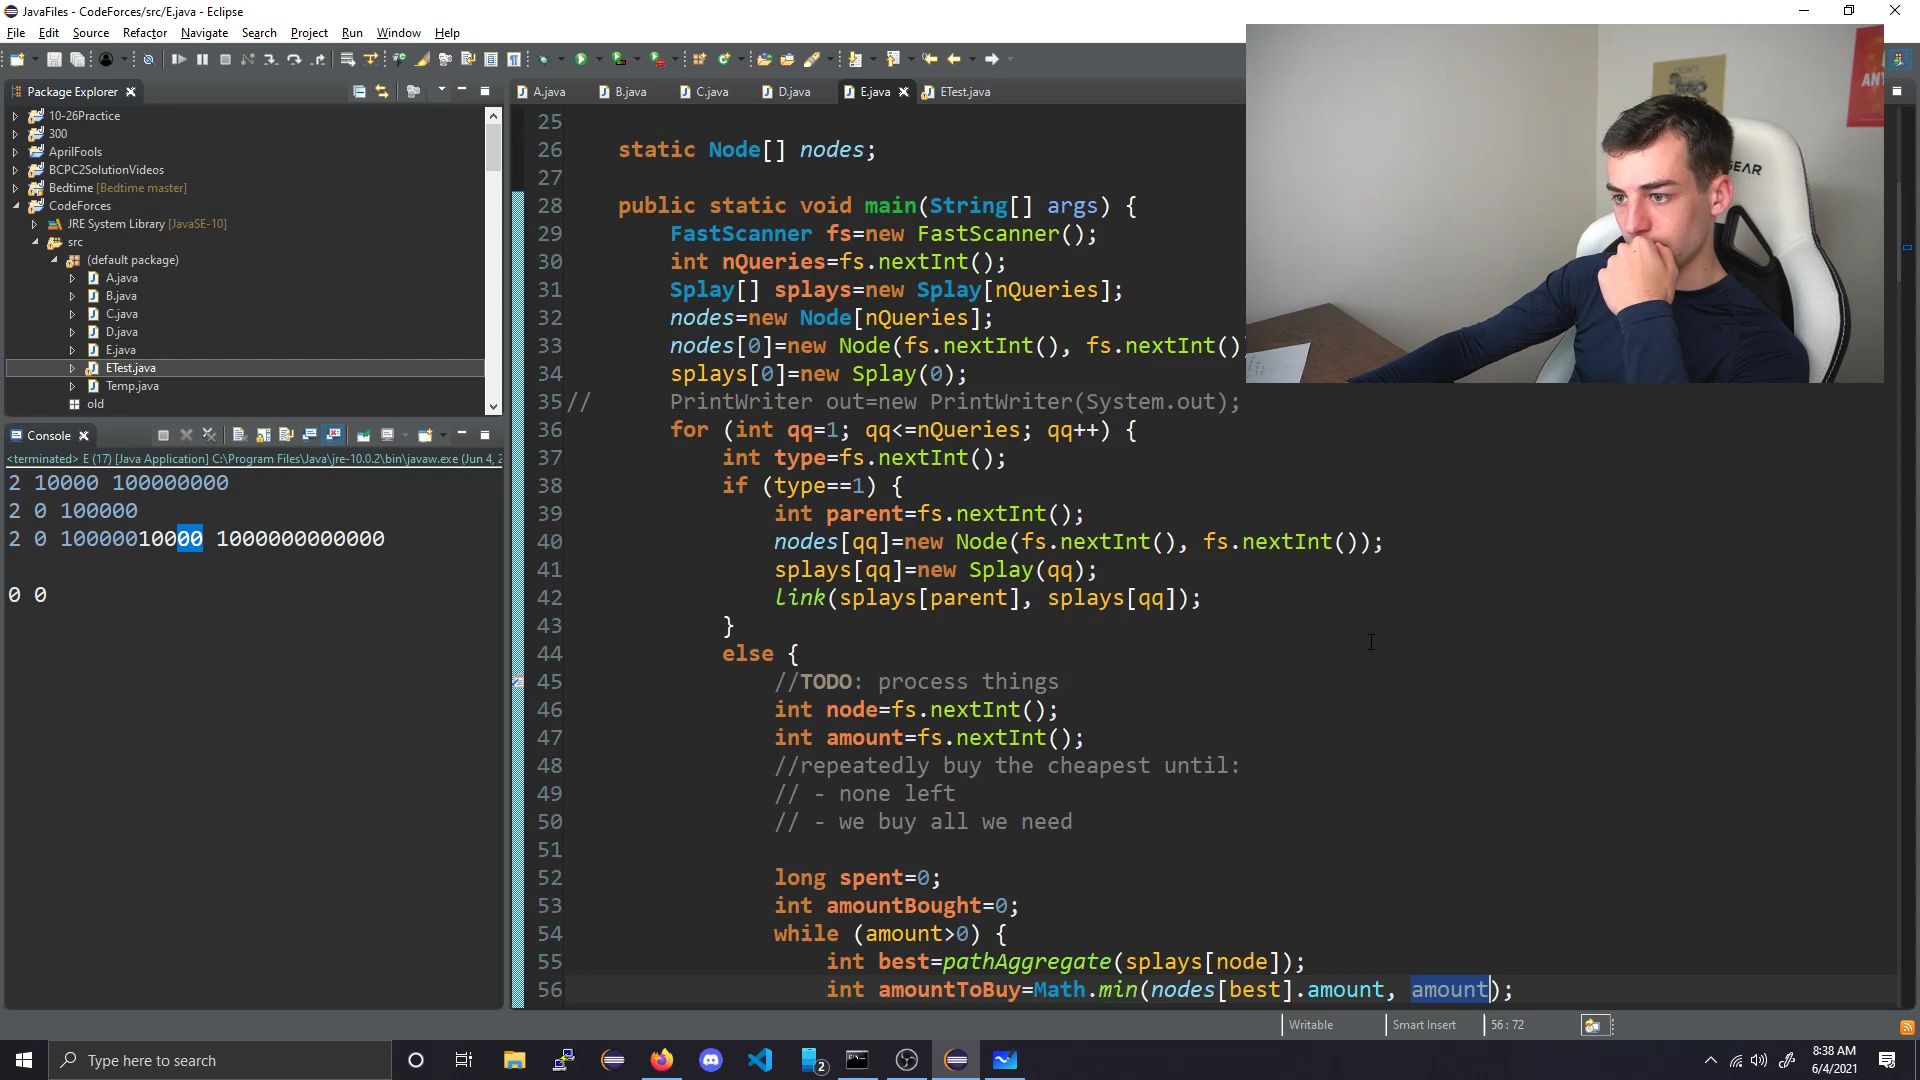 JavaFiles - CodeForces/src/E.java - Eclipse
File Edit Source Refactor Navigate Search Project Run Window Help
Package Explorer
10-26Practice
300
AprilFools
BCPC2SolutionVideos
Bedtime [Bedtime master]
CodeForces
JRE System Library [JavaSE-10]
src
(default package)
A.java
B.java
C.java
D.java
E.java
ETest.java
Temp.java
old
Console
<terminated> E (17) [Java Application] C:\Program Files\Java\jre-10.0.2\bin\javaw.exe (Jun 4, 2
2 10000 100000000
2 0 100000
2 0 10000010000 1000000000000
0 0
A.java B.java C.java D.java E.java ETest.java
25
26 static Node[] nodes;
27
28 public static void main(String[] args) {
29 FastScanner fs=new FastScanner();
30 int nQueries=fs.nextInt();
31 Splay[] splays=new Splay[nQueries];
32 nodes=new Node[nQueries];
33 nodes[0]=new Node(fs.nextInt(), fs.nextInt()
34 splays[0]=new Splay(0);
35 // PrintWriter out=new PrintWriter(System.out);
36 for (int qq=1; qq<=nQueries; qq++) {
37 int type=fs.nextInt();
38 if (type==1) {
39 int parent=fs.nextInt();
40 nodes[qq]=new Node(fs.nextInt(), fs.nextInt());
41 splays[qq]=new Splay(qq);
42 link(splays[parent], splays[qq]);
43 }
44 else {
45 //TODO: process things
46 int node=fs.nextInt();
47 int amount=fs.nextInt();
48 //repeatedly buy the cheapest until:
49 // - none left
50 // - we buy all we need
51
52 long spent=0;
53 int amountBought=0;
54 while (amount>0) {
55 int best=pathAggregate(splays[node]);
56 int amountToBuy=Math.min(nodes[best].amount, amount);
GEAR
ANY
Writable Smart Insert 56 : 72
Type here to search
2
8:38 AM
6/4/2021